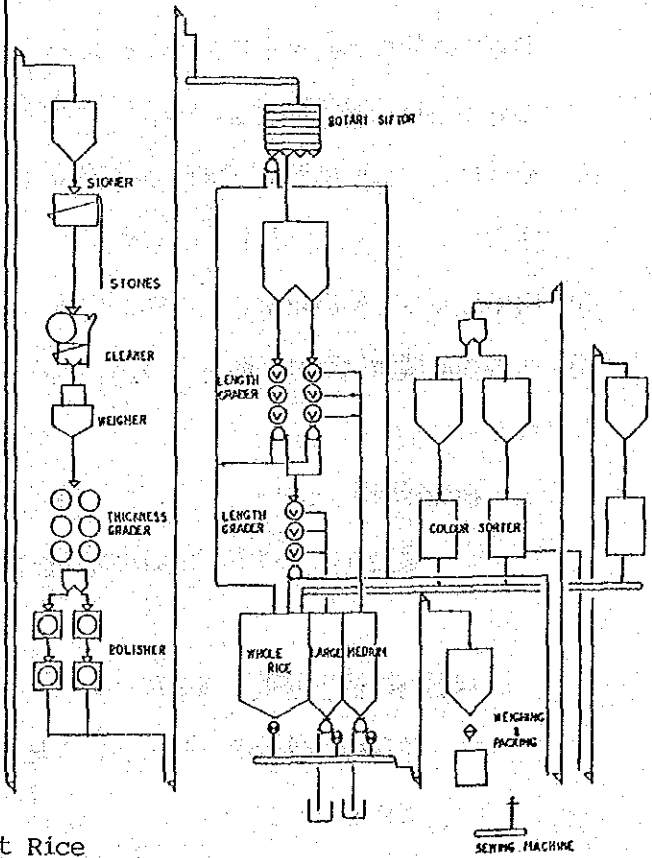 ROTARY SIFTOR
STONER
STONES
CLEANER
WEIGHER
THICKNESS
GRADER
POLISHER
LENGTH
GRADER
LENGTH
GRADER
COLOUR SORTER
WHOLE
RICE
LARGE
MEDIUM
WEIGHING
&
PACKING
SEWING MACHINE
t Rice